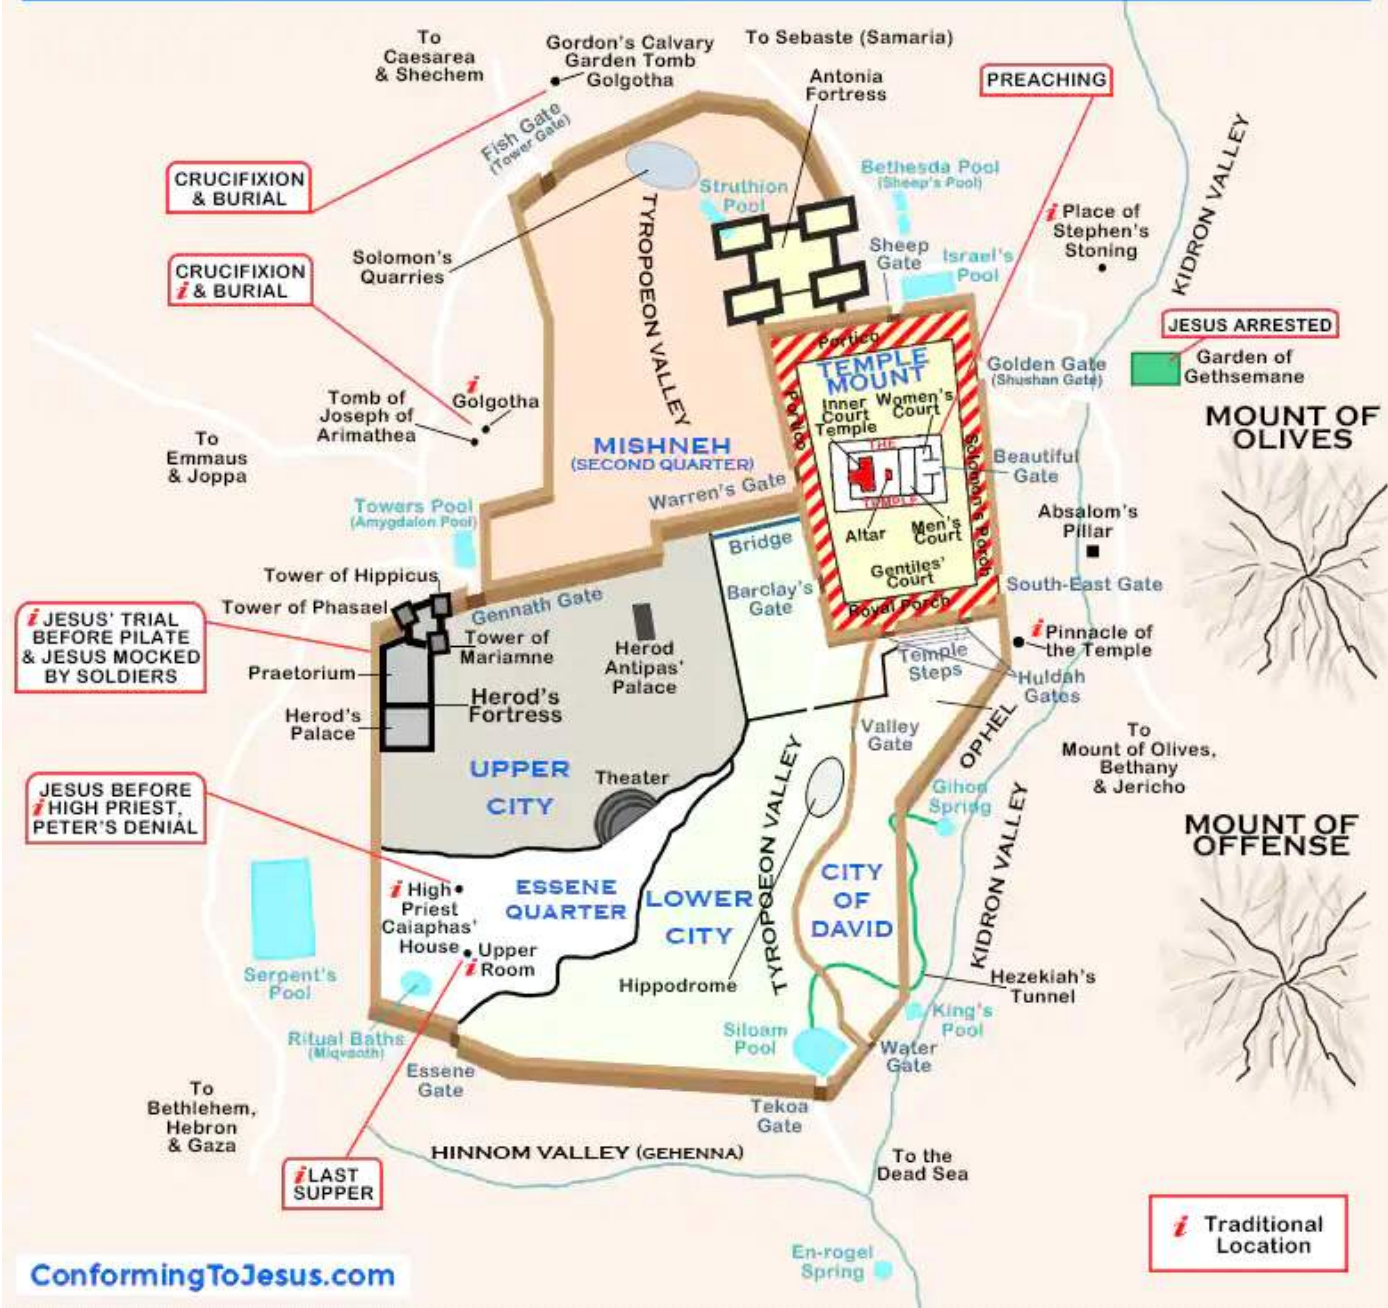 To
Caesarea
& Shechem
Gordon's Calvary
Garden Tomb
Golgotha
To Sebaste (Samaria)
Antonia
Fortress
PREACHING
Fish Gate
(Tower Gate)
KIDRON VALLEY
CRUCIFIXION
& BURIAL
Struthion
Pool
Bethesda Pool
(Sheep's Pool)
i Place of
Stephen's
Stoning
TYROPOEON VALLEY
Solomon's
Quarries
Sheep
Gate
Israel's
Pool
CRUCIFIXION
i & BURIAL
JESUS ARRESTED
Garden of
Gethsemane
Portico
TEMPLE
MOUNT
Golden Gate
(Shushan Gate)
Inner
Court
Women's
Court
Temple
Portico
THE
TEMPLE
Altar
Men's
Court
Gentiles'
Court
Solomon's Porch
Royal Porch
i
Golgotha
Tomb of
Joseph of
Arimathea
To
Emmaus
& Joppa
MOUNT OF
OLIVES
MISHNEH
(SECOND QUARTER)
Beautiful
Gate
Warren's Gate
Towers Pool
(Amygdalon Pool)
Absalom's
Pillar
Bridge
Tower of Hippicus
Tower of Phasael
Gennath Gate
Barclay's
Gate
South-East Gate
i JESUS' TRIAL
BEFORE PILATE
& JESUS MOCKED
BY SOLDIERS
Tower of
Mariamne
Herod
Antipas'
Palace
Temple
Steps
i Pinnacle of
the Temple
Praetorium
Huldah
Gates
Herod's
Fortress
Herod's
Palace
Valley
Gate
OPHEL
To
Mount of Olives,
Bethany
& Jericho
UPPER
CITY
Theater
TYROPOEON VALLEY
Gihon
Spring
KIDRON VALLEY
JESUS BEFORE
i HIGH PRIEST,
PETER'S DENIAL
MOUNT OF
OFFENSE
i High
Priest
Caiaphas'
House
ESSENE
QUARTER
LOWER
CITY
CITY
OF
DAVID
Upper
i Room
Serpent's
Pool
Hippodrome
Hezekiah's
Tunnel
King's
Pool
Ritual Baths
(Miqvaoth)
Siloam
Pool
Water
Gate
Essene
Gate
Tekoa
Gate
To
Bethlehem,
Hebron
& Gaza
HINNOM VALLEY (GEHENNA)
To the
Dead Sea
i LAST
SUPPER
i Traditional
Location
En-rogel
Spring
ConformingToJesus.com